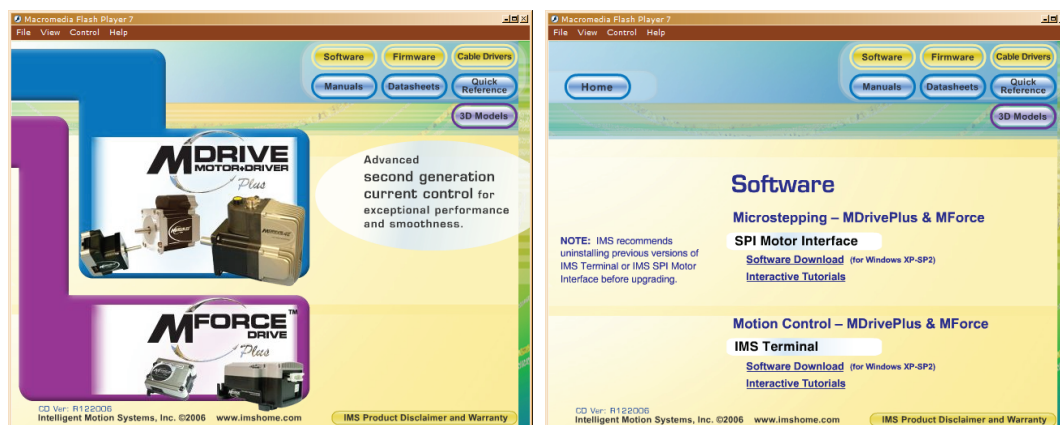 Macromedia Flash Player 7
File View Control Help
Software
Firmware
Cable Drivers
Manuals
Datasheets
Quick
Reference
3D Models
MDRIVE
MOTOR+DRIVER
Plus
Advanced
second generation
current control for
exceptional performance
and smoothness.
MFORCE™
DRIVE
Plus
CD Ver: R122006
Intelligent Motion Systems, Inc. ©2006 www.imshome.com
IMS Product Disclaimer and Warranty
Macromedia Flash Player 7
File View Control Help
Home
Software
Firmware
Cable Drivers
Manuals
Datasheets
Quick
Reference
3D Models
Software
Microstepping – MDrivePlus & MForce
SPI Motor Interface
Software Download (for Windows XP-SP2)
Interactive Tutorials
NOTE: IMS recommends
uninstalling previous versions of
IMS Terminal or IMS SPI Motor
Interface before upgrading.
Motion Control – MDrivePlus & MForce
IMS Terminal
Software Download (for Windows XP-SP2)
Interactive Tutorials
CD Ver: R122006
Intelligent Motion Systems, Inc. ©2006 www.imshome.com
IMS Product Disclaimer and Warranty